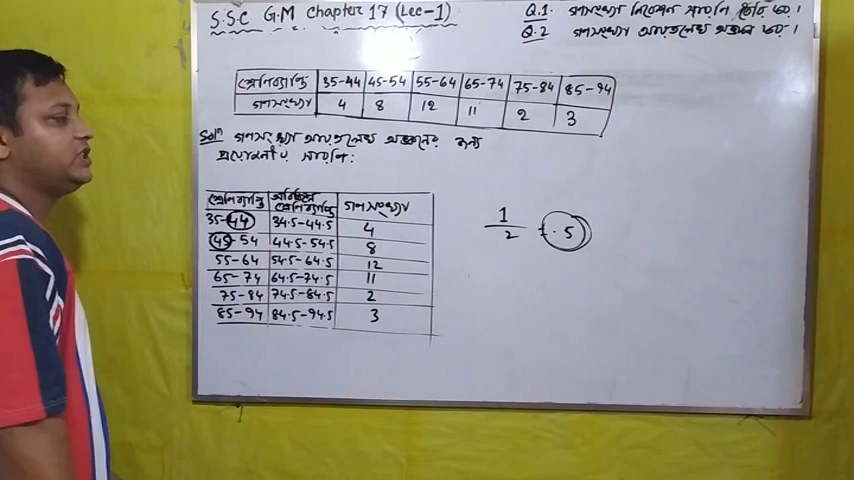 S.S.C G.M Chapter 17 (Lec-1)
Q.1. গণসংখ্যা নিবেশন সারণি তৈরি কর।
Q.2 গণসংখ্যা আয়তলেখ অঙ্কন কর।
শ্রেণিব্যাপ্তি 35-44 45-54 55-64 65-74 75-84 85-94
গণসংখ্যা 4 8 12 11 2 3
Solⁿ গণসংখ্যা আয়তলেখ অঙ্কনের জন্য
প্রয়োজনীয় সারণি:
শ্রেণিব্যাপ্তি অবিচ্ছিন্ন শ্রেণিব্যাপ্তি গণসংখ্যা
35-44 34.5-44.5 4
45-54 44.5-54.5 8
55-64 54.5-64.5 12
65-74 64.5-74.5 11
75-84 74.5-84.5 2
85-94 84.5-94.5 3
1/2 = .5